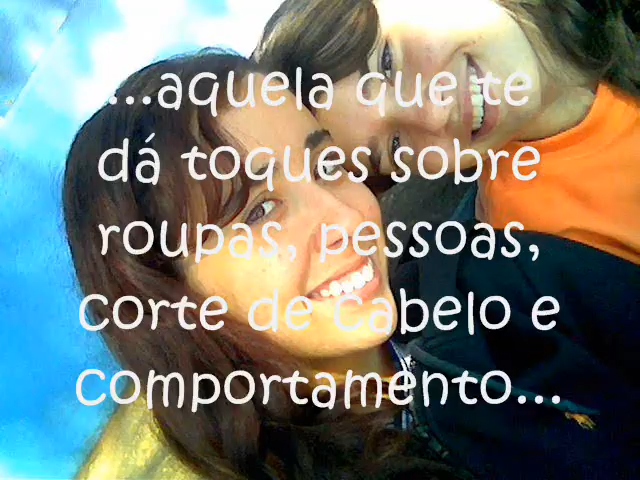 ...aquela que te
dá toques sobre
roupas, pessoas,
corte de cabelo e
comportamento...